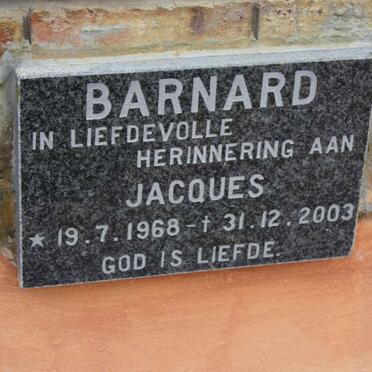 BARNARD
IN LIEFDEVOLLE
HERINNERING AAN
JACQUES
★ 19.7.1968 - † 31.12.2003
GOD IS LIEFDE.